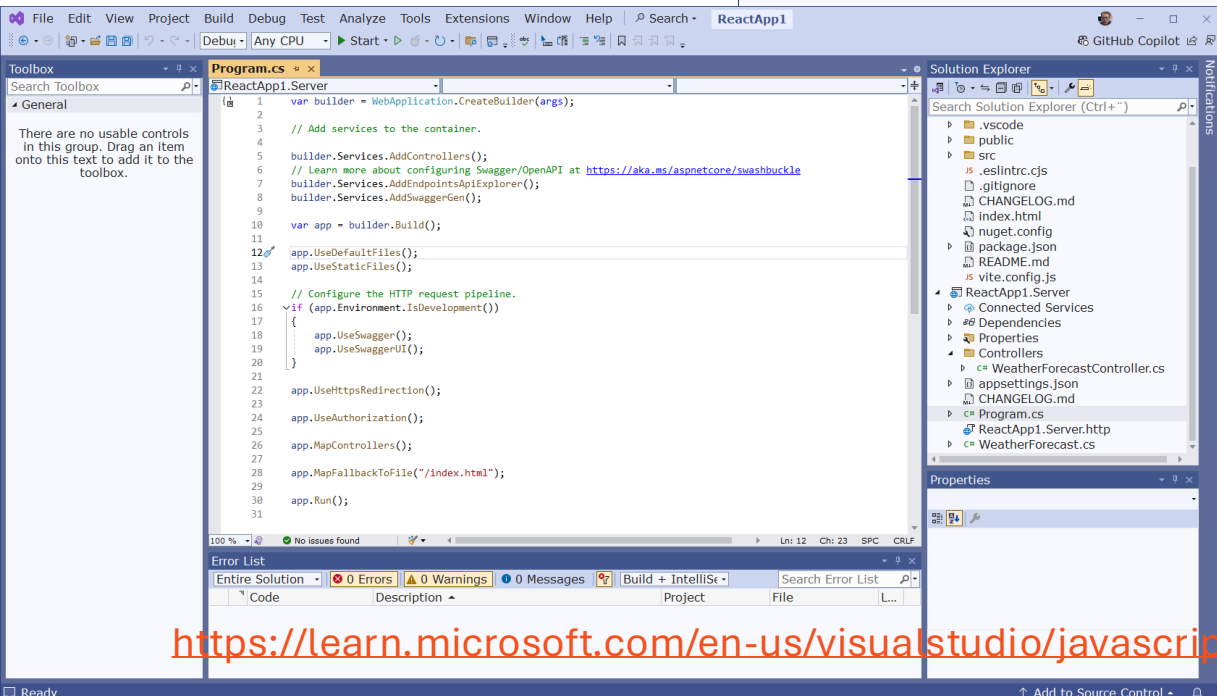 File Edit View Project Build Debug Test Analyze Tools Extensions Window Help Search ReactApp1
Debug Any CPU Start GitHub Copilot
Toolbox
Search Toolbox
General
There are no usable controls
in this group. Drag an item
onto this text to add it to the
toolbox.
Program.cs
ReactApp1.Server
1 var builder = WebApplication.CreateBuilder(args);
2
3 // Add services to the container.
4
5 builder.Services.AddControllers();
6 // Learn more about configuring Swagger/OpenAPI at https://aka.ms/aspnetcore/swashbuckle
7 builder.Services.AddEndpointsApiExplorer();
8 builder.Services.AddSwaggerGen();
9
10 var app = builder.Build();
11
12 app.UseDefaultFiles();
13 app.UseStaticFiles();
14
15 // Configure the HTTP request pipeline.
16 if (app.Environment.IsDevelopment())
17 {
18 app.UseSwagger();
19 app.UseSwaggerUI();
20 }
21
22 app.UseHttpsRedirection();
23
24 app.UseAuthorization();
25
26 app.MapControllers();
27
28 app.MapFallbackToFile("/index.html");
29
30 app.Run();
31
100 % No issues found Ln: 12 Ch: 23 SPC CRLF
Error List
Entire Solution 0 Errors 0 Warnings 0 Messages Build + IntelliSe Search Error List
Code Description Project File L...
Solution Explorer
Search Solution Explorer (Ctrl+¨)
.vscode
public
src
JS .eslintrc.cjs
.gitignore
CHANGELOG.md
index.html
nuget.config
package.json
README.md
JS vite.config.js
ReactApp1.Server
Connected Services
Dependencies
Properties
Controllers
C# WeatherForecastController.cs
appsettings.json
CHANGELOG.md
C# Program.cs
ReactApp1.Server.http
C# WeatherForecast.cs
Properties
Notifications
https://learn.microsoft.com/en-us/visualstudio/javascrip
Ready Add to Source Control